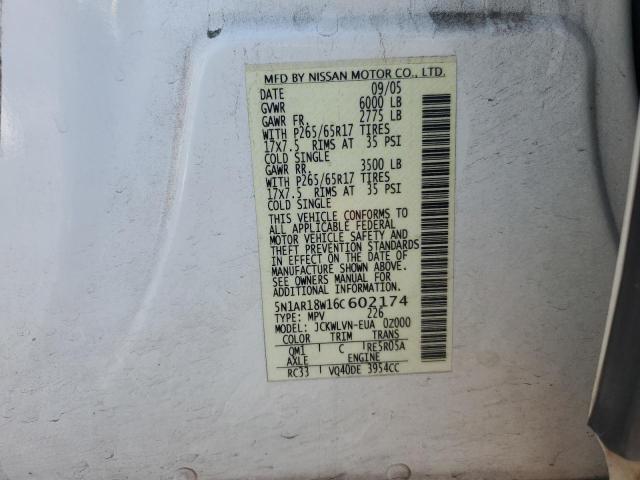 MFD BY NISSAN MOTOR CO., LTD.
DATE 09/05
GVWR 6000 LB
GAWR FR. 2775 LB
WITH P265/65R17 TIRES
17X7.5 RIMS AT 35 PSI
COLD SINGLE
GAWR RR. 3500 LB
WITH P265/65R17 TIRES
17X7.5 RIMS AT 35 PSI
COLD SINGLE
THIS VEHICLE CONFORMS TO
ALL APPLICABLE FEDERAL
MOTOR VEHICLE SAFETY AND
THEFT PREVENTION STANDARDS
IN EFFECT ON THE DATE OF
MANUFACTURE SHOWN ABOVE.
SEE OWNERS MANUAL FOR
ADDITIONAL INFORMATION.
5N1AR18W16C602174
TYPE: MPV 226
MODEL: JCKWLVN-EUA 0Z000
COLOR TRIM TRANS
QM1 C RE5R05A
AXLE ENGINE
RC33 VQ40DE 3954CC